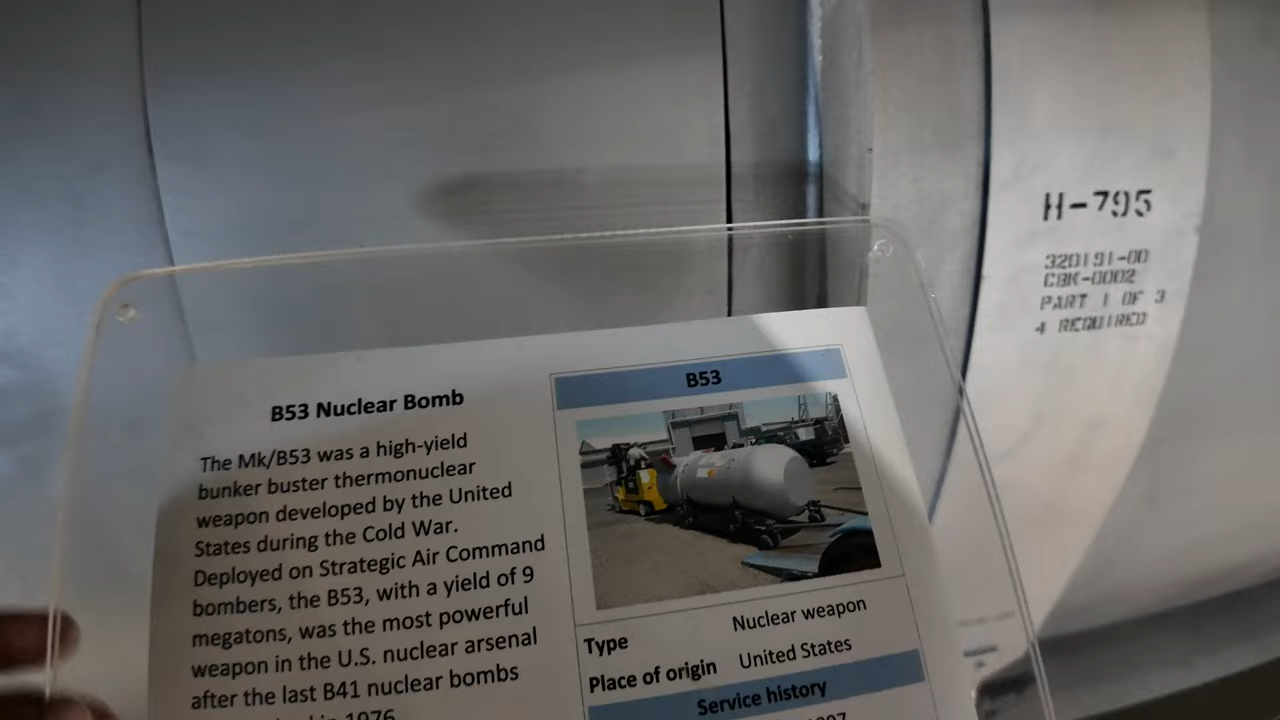 H-795
320191-00
CBK-0002
PART 1 OF 3
4 REQUIRED
B53 Nuclear Bomb
The Mk/B53 was a high-yield
bunker buster thermonuclear
weapon developed by the United
States during the Cold War.
Deployed on Strategic Air Command
bombers, the B53, with a yield of 9
megatons, was the most powerful
weapon in the U.S. nuclear arsenal
after the last B41 nuclear bombs
in 1976
B53
Type Nuclear weapon
Place of origin United States
Service history